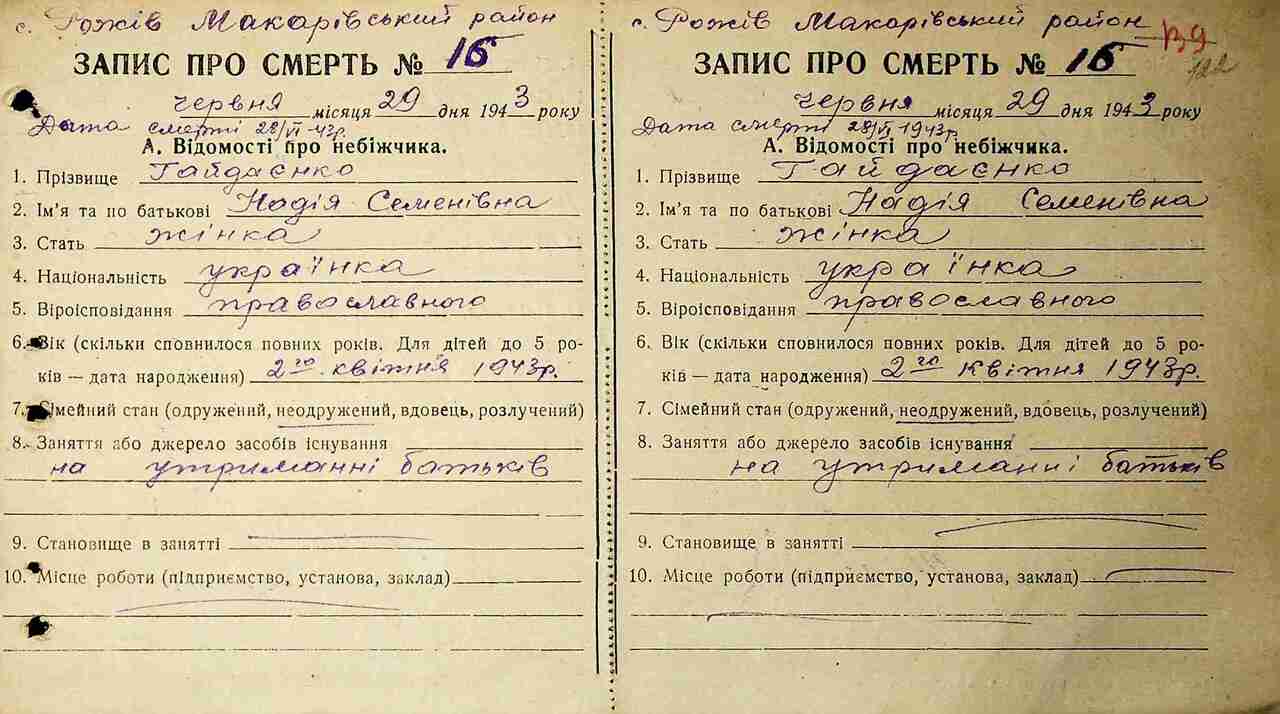 с. Рожів Макарівський район
ЗАПИС ПРО СМЕРТЬ № 16
червня місяця 29 дня 1943 року
Дата смерті 28/VI-43р.
А. Відомості про небіжчика.
1. Прізвище Гайдаєнко
2. Ім'я та по батькові Надія Семенівна
3. Стать жінка
4. Національність українка
5. Віроісповідання православного
6. Вік (скільки сповнилося повних років. Для дітей до 5 ро-
ків — дата народження) 2го квітня 1943р.
7. Сімейний стан (одружений, неодружений, вдовець, розлучений)
8. Заняття або джерело засобів існування
на утриманні батьків
9. Становище в занятті
10. Місце роботи (підприємство, установа, заклад)
с. Рожів Макарівський район
139
122
ЗАПИС ПРО СМЕРТЬ № 16
червня місяця 29 дня 1943 року
Дата смерті 28/VI 1943р.
А. Відомості про небіжчика.
1. Прізвище Гайдаєнко
2. Ім'я та по батькові Надія Семенівна
3. Стать жінка
4. Національність українка
5. Віроісповідання православного
6. Вік (скільки сповнилося повних років. Для дітей до 5 ро-
ків — дата народження) 2го квітня 1943р.
7. Сімейний стан (одружений, неодружений, вдовець, розлучений)
8. Заняття або джерело засобів існування
на утриманні батьків
9. Становище в занятті
10. Місце роботи (підприємство, установа, заклад)